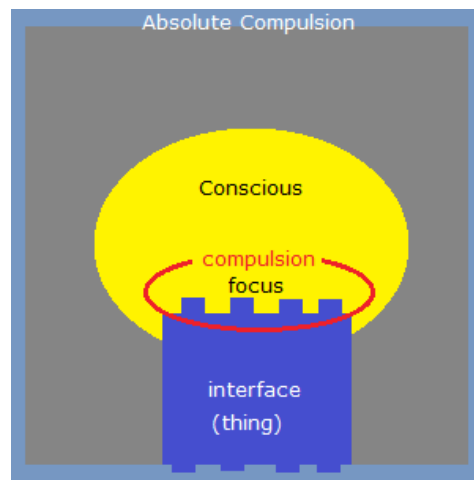 Absolute Compulsion
Conscious
compulsion
focus
interface
(thing)